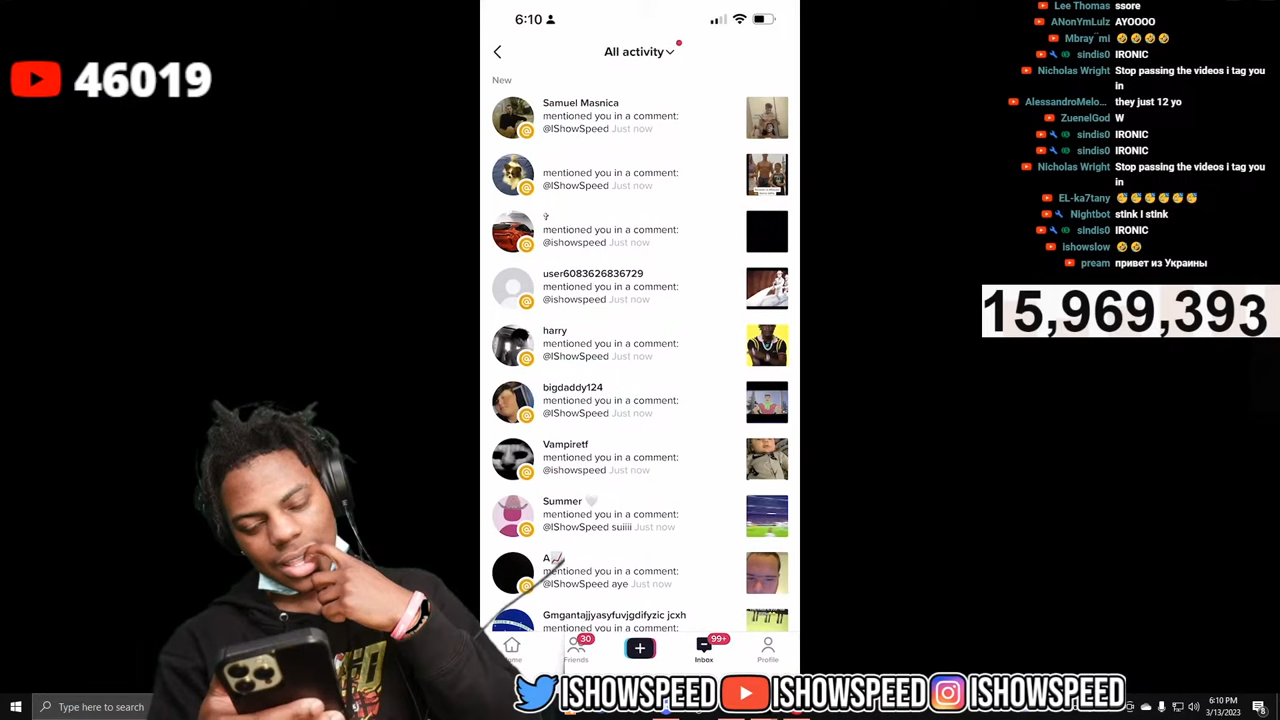 46019
6:10
All activity
New
Samuel Masnica
mentioned you in a comment:
@IShowSpeed Just now
mentioned you in a comment:
@IShowSpeed Just now
mentioned you in a comment:
@ishowspeed Just now
user6083626836729
mentioned you in a comment:
@ishowspeed Just now
harry
mentioned you in a comment:
@IShowSpeed Just now
bigdaddy124
mentioned you in a comment:
@IShowSpeed Just now
Vampiretf
mentioned you in a comment:
@ishowspeed Just now
Summer 🤍
mentioned you in a comment:
@IShowSpeed suiiii Just now
A📈
mentioned you in a comment:
@IShowSpeed aye Just now
Gmgantajjyasyfuvjgdifyzic jcxh
mentioned you in a comment:
Home
30
Friends
99+
Inbox
Profile
Lee Thomas ssore
ANonYmLulz AYOOOO
Mbray¨mi 🤣🤣🤣🤣
sindis0 IRONIC
Nicholas Wright Stop passing the videos i tag you
in
AlessandroMelo... they just 12 yo
ZuenelGod W
sindis0 IRONIC
sindis0 IRONIC
Nicholas Wright Stop passing the videos i tag you
in
EL-ka7tany 🥳🥳🥳🥳🥳🥳
Nightbot stink I stink
sindis0 IRONIC
ishowslow 🤣🤣
pream привет из Украины
15,969,393
ISHOWSPEED ISHOWSPEED ISHOWSPEED
Type here to search
6:10 PM
3/13/2023